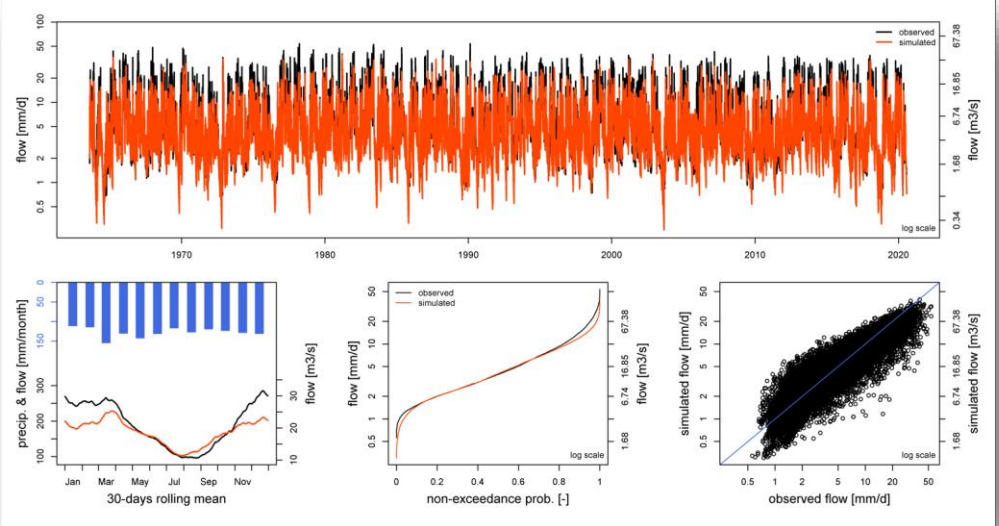 observed
simulated
flow [mm/d]
100
50
20
10
5
2
1
0.5
67.38
16.85
6.74
1.68
0.34
flow [m3/s]
log scale
1970
1980
1990
2000
2010
2020
0
50
150
300
200
100
precip. & flow [mm/month]
30
20
10
flow [m3/s]
Jan
Mar
May
Jul
Sep
Nov
30-days rolling mean
observed
simulated
50
20
10
5
2
1
0.5
flow [mm/d]
67.38
16.85
6.74
1.68
flow [m3/s]
log scale
0
0.2
0.4
0.6
0.8
1
non-exceedance prob. [-]
50
20
10
5
2
1
0.5
simulated flow [mm/d]
67.38
16.85
6.74
1.68
simulated flow [m3/s]
log scale
0.5
1
2
5
10
20
50
observed flow [mm/d]